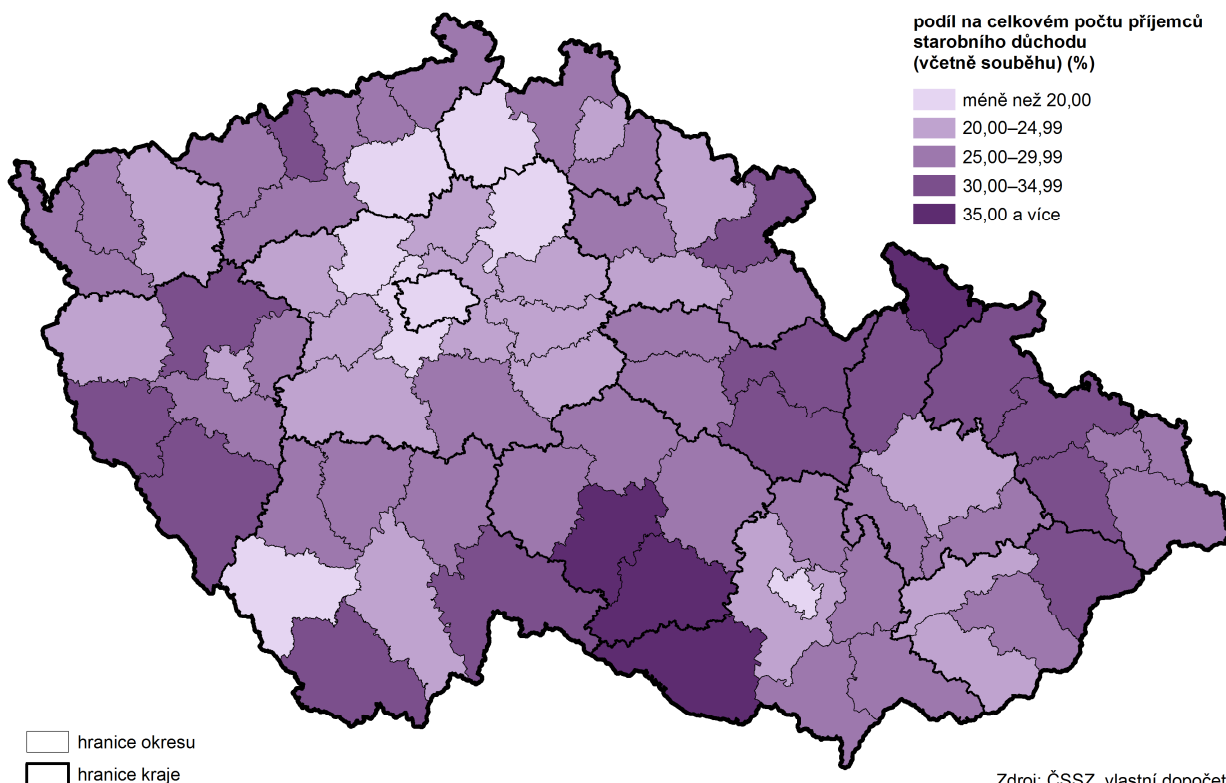 podíl na celkovém počtu příjemců
starobního důchodu
(včetně souběhu) (%)
méně než 20,00
20,00–24,99
25,00–29,99
30,00–34,99
35,00 a více
hranice okresu
hranice kraje
Zdroj: ČSSZ, vlastní dopočet